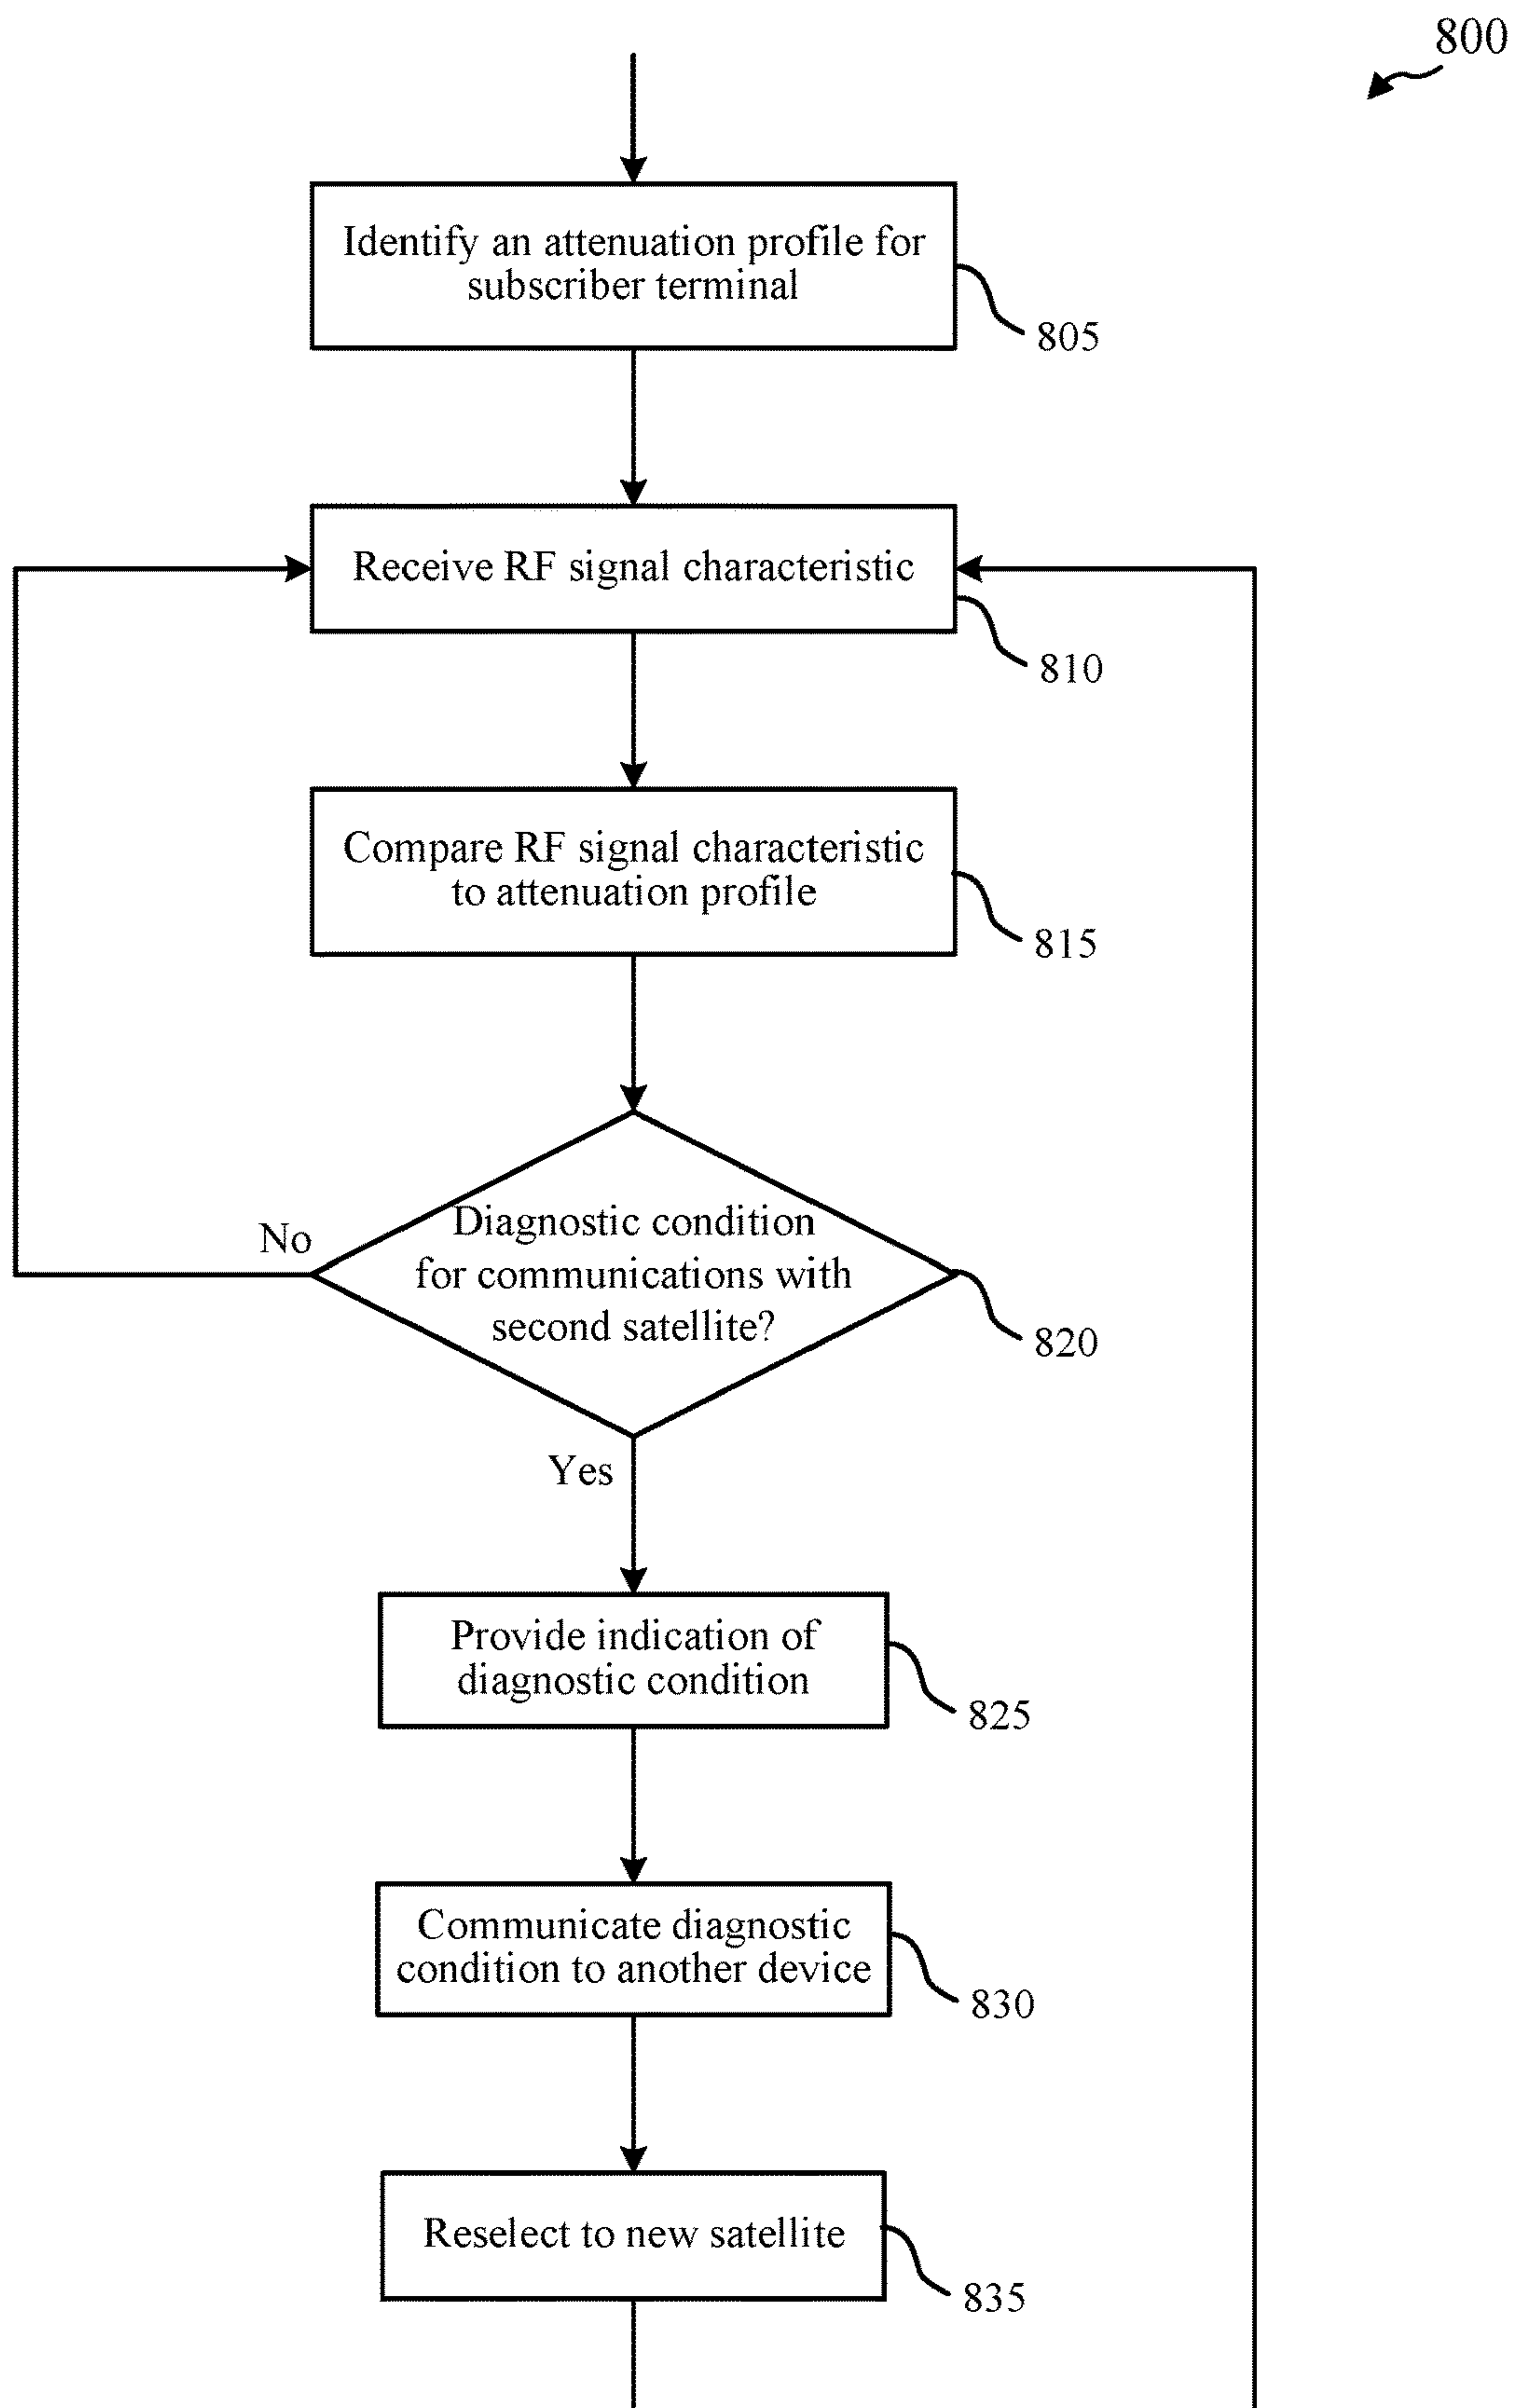 800
Identify an attenuation profile for
subscriber terminal
805
Receive RF signal characteristic
810
Compare RF signal characteristic
to attenuation profile
815
No
Diagnostic condition
for communications with
second satellite?
820
Yes
Provide indication of
diagnostic condition
825
Communicate diagnostic
condition to another device
830
Reselect to new satellite
835